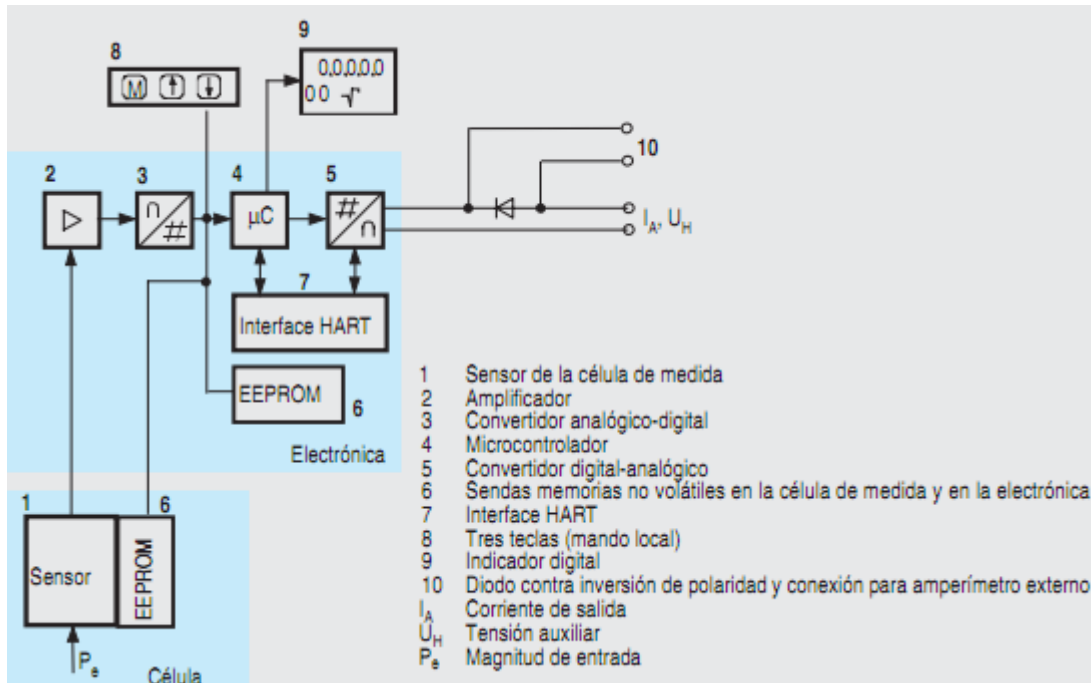 8
9
M
0,0,0,0,0
0 0
10
2
3
4
5
n
#
µC
#
n
I_A, U_H
7
Interface HART
EEPROM
6
Electrónica
1
6
Sensor
EEPROM
P_e
Célula
1 Sensor de la célula de medida
2 Amplificador
3 Convertidor analógico-digital
4 Microcontrolador
5 Convertidor digital-analógico
6 Sendas memorias no volátiles en la célula de medida y en la electrónica
7 Interface HART
8 Tres teclas (mando local)
9 Indicador digital
10 Diodo contra inversión de polaridad y conexión para amperímetro externo
I_A Corriente de salida
U_H Tensión auxiliar
P_e Magnitud de entrada